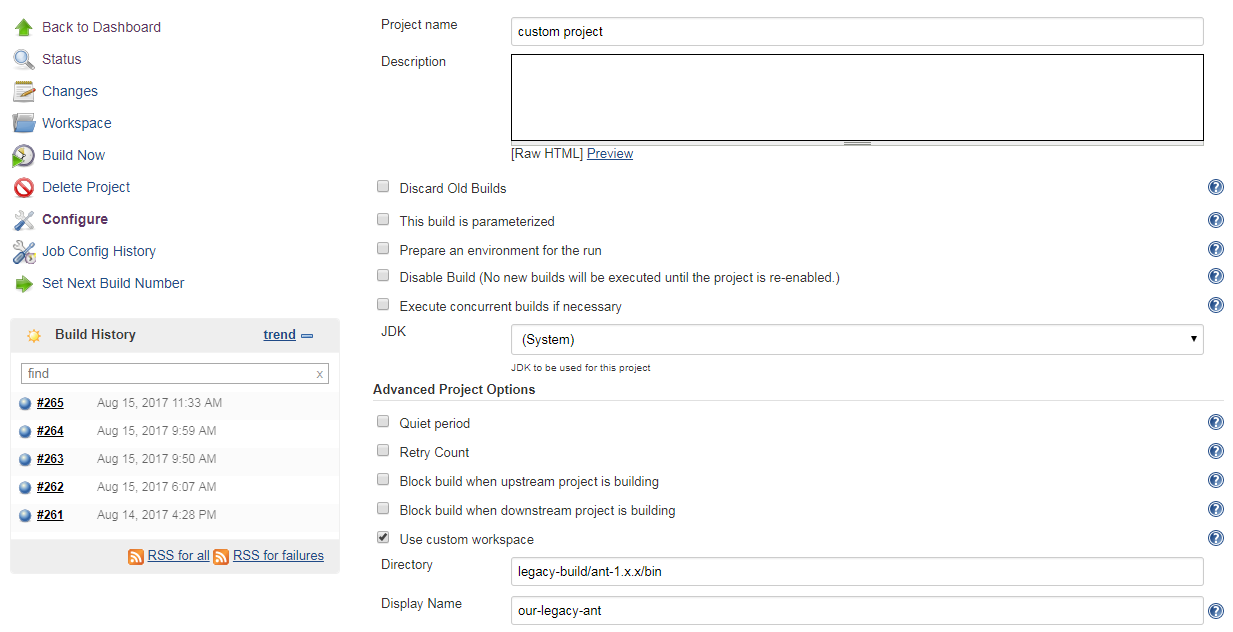 Back to Dashboard
Status
Changes
Workspace
Build Now
Delete Project
Configure
Job Config History
Set Next Build Number
Build History trend
find x
#265 Aug 15, 2017 11:33 AM
#264 Aug 15, 2017 9:59 AM
#263 Aug 15, 2017 9:50 AM
#262 Aug 15, 2017 6:07 AM
#261 Aug 14, 2017 4:28 PM
RSS for all RSS for failures
Project name custom project
Description
[Raw HTML] Preview
Discard Old Builds ?
This build is parameterized ?
Prepare an environment for the run ?
Disable Build (No new builds will be executed until the project is re-enabled.) ?
Execute concurrent builds if necessary ?
JDK (System)
JDK to be used for this project
Advanced Project Options
Quiet period ?
Retry Count ?
Block build when upstream project is building ?
Block build when downstream project is building ?
Use custom workspace ?
Directory legacy-build/ant-1.x.x/bin
Display Name our-legacy-ant ?